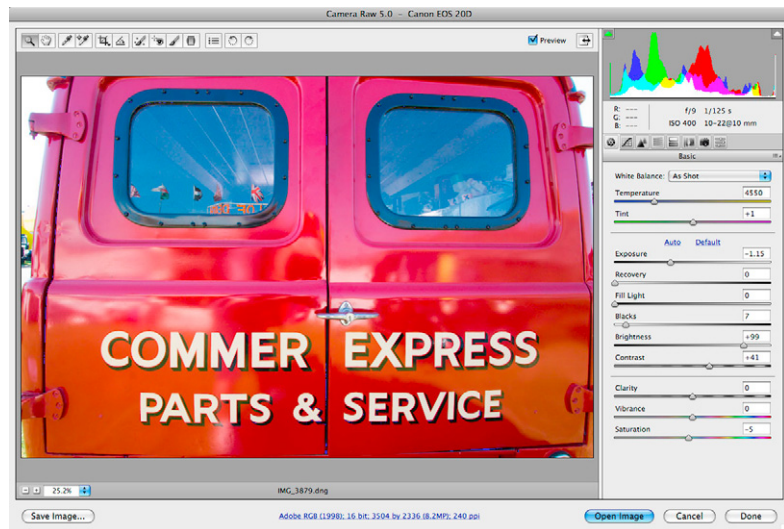 Camera Raw 5.0 – Canon EOS 20D
Preview
R: ---
G: ---
B: ---
f/9 1/125 s
ISO 400 10-22@10 mm
Basic
White Balance: As Shot
Temperature 4550
Tint +1
Auto Default
Exposure -1.15
Recovery 0
Fill Light 0
Blacks 7
Brightness +99
Contrast +41
Clarity 0
Vibrance 0
Saturation -5
COMMER EXPRESS
PARTS & SERVICE
25.2%
IMG_3879.dng
Save Image...
Adobe RGB (1998); 16 bit; 3504 by 2336 (8.2MP); 240 ppi
Open Image
Cancel
Done